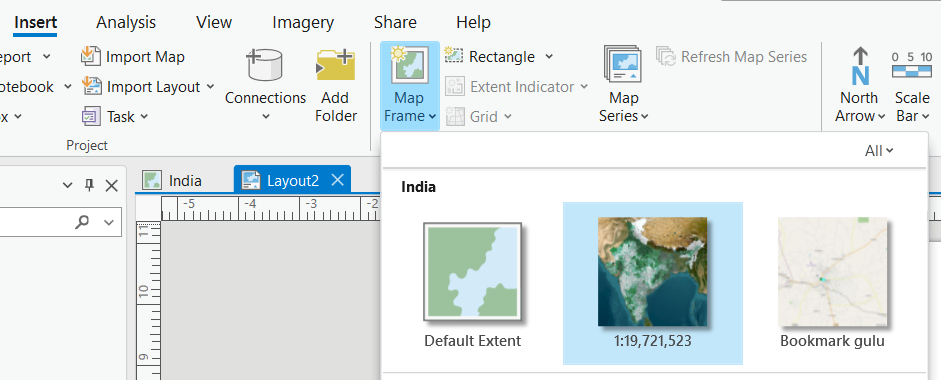 Insert Analysis View Imagery Share Help
eport Import Map
otebook Import Layout
x Task
Connections
Add Folder
Project
Map Frame
Rectangle
Extent Indicator
Grid
Map Series
Refresh Map Series
North Arrow
0 5 10
Scale Bar
All
India Layout2
India
-5 -4 -3 -2
11
10
9
Default Extent 1:19,721,523 Bookmark gulu